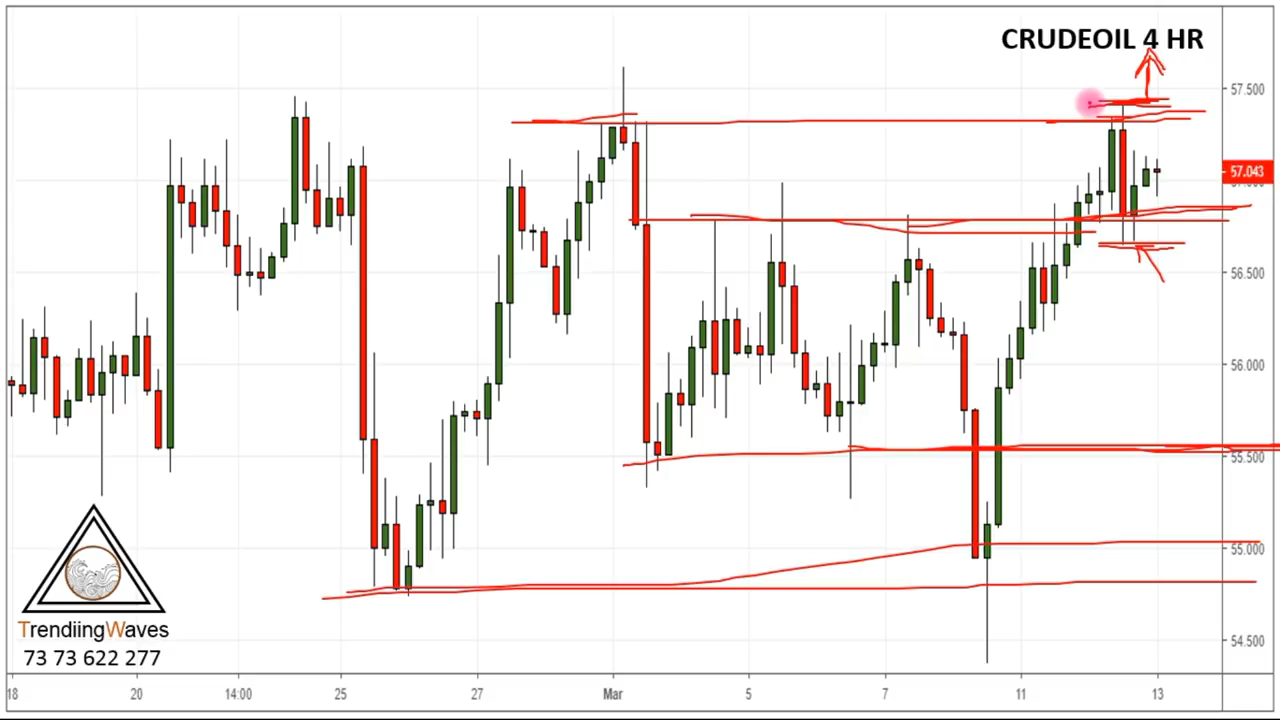 CRUDEOIL 4 HR
57.500
57.043
56.500
56.000
55.500
55.000
54.500
TrendiingWaves
73 73 622 277
18 20 14:00 25 27 Mar 5 7 11 13